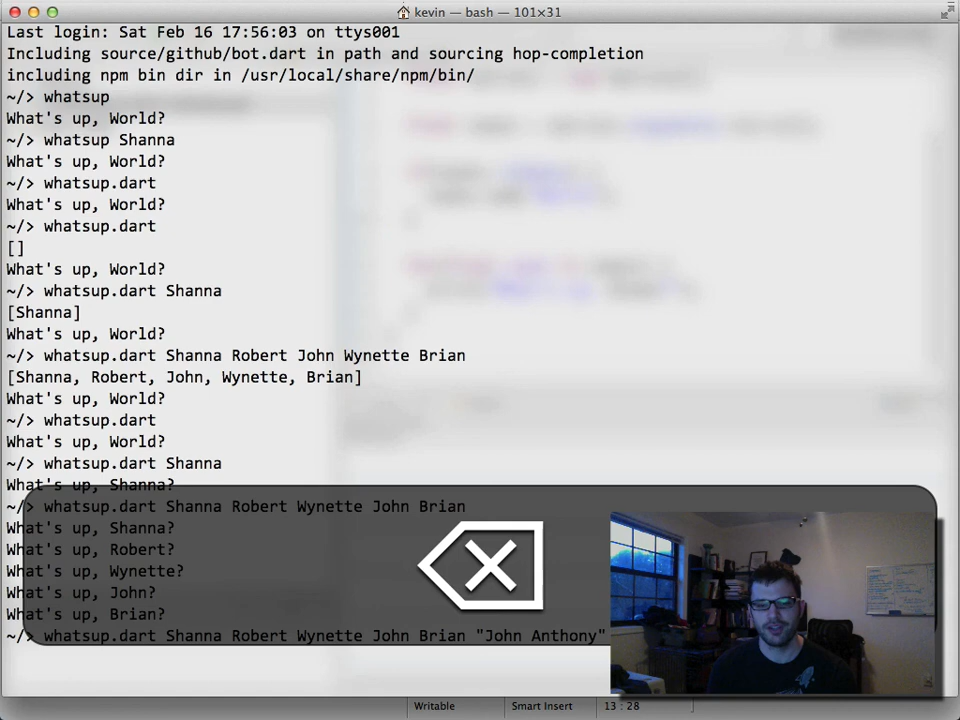 kevin — bash — 101×31
Last login: Sat Feb 16 17:56:03 on ttys001
Including source/github/bot.dart in path and sourcing hop-completion
including npm bin dir in /usr/local/share/npm/bin/
~/> whatsup
What's up, World?
~/> whatsup Shanna
What's up, World?
~/> whatsup.dart
What's up, World?
~/> whatsup.dart
[]
What's up, World?
~/> whatsup.dart Shanna
[Shanna]
What's up, World?
~/> whatsup.dart Shanna Robert John Wynette Brian
[Shanna, Robert, John, Wynette, Brian]
What's up, World?
~/> whatsup.dart
What's up, World?
~/> whatsup.dart Shanna
What's up, Shanna?
~/> whatsup.dart Shanna Robert Wynette John Brian
What's up, Shanna?
What's up, Robert?
What's up, Wynette?
What's up, John?
What's up, Brian?
~/> whatsup.dart Shanna Robert Wynette John Brian "John Anthony"
Writable Smart Insert 13 : 28